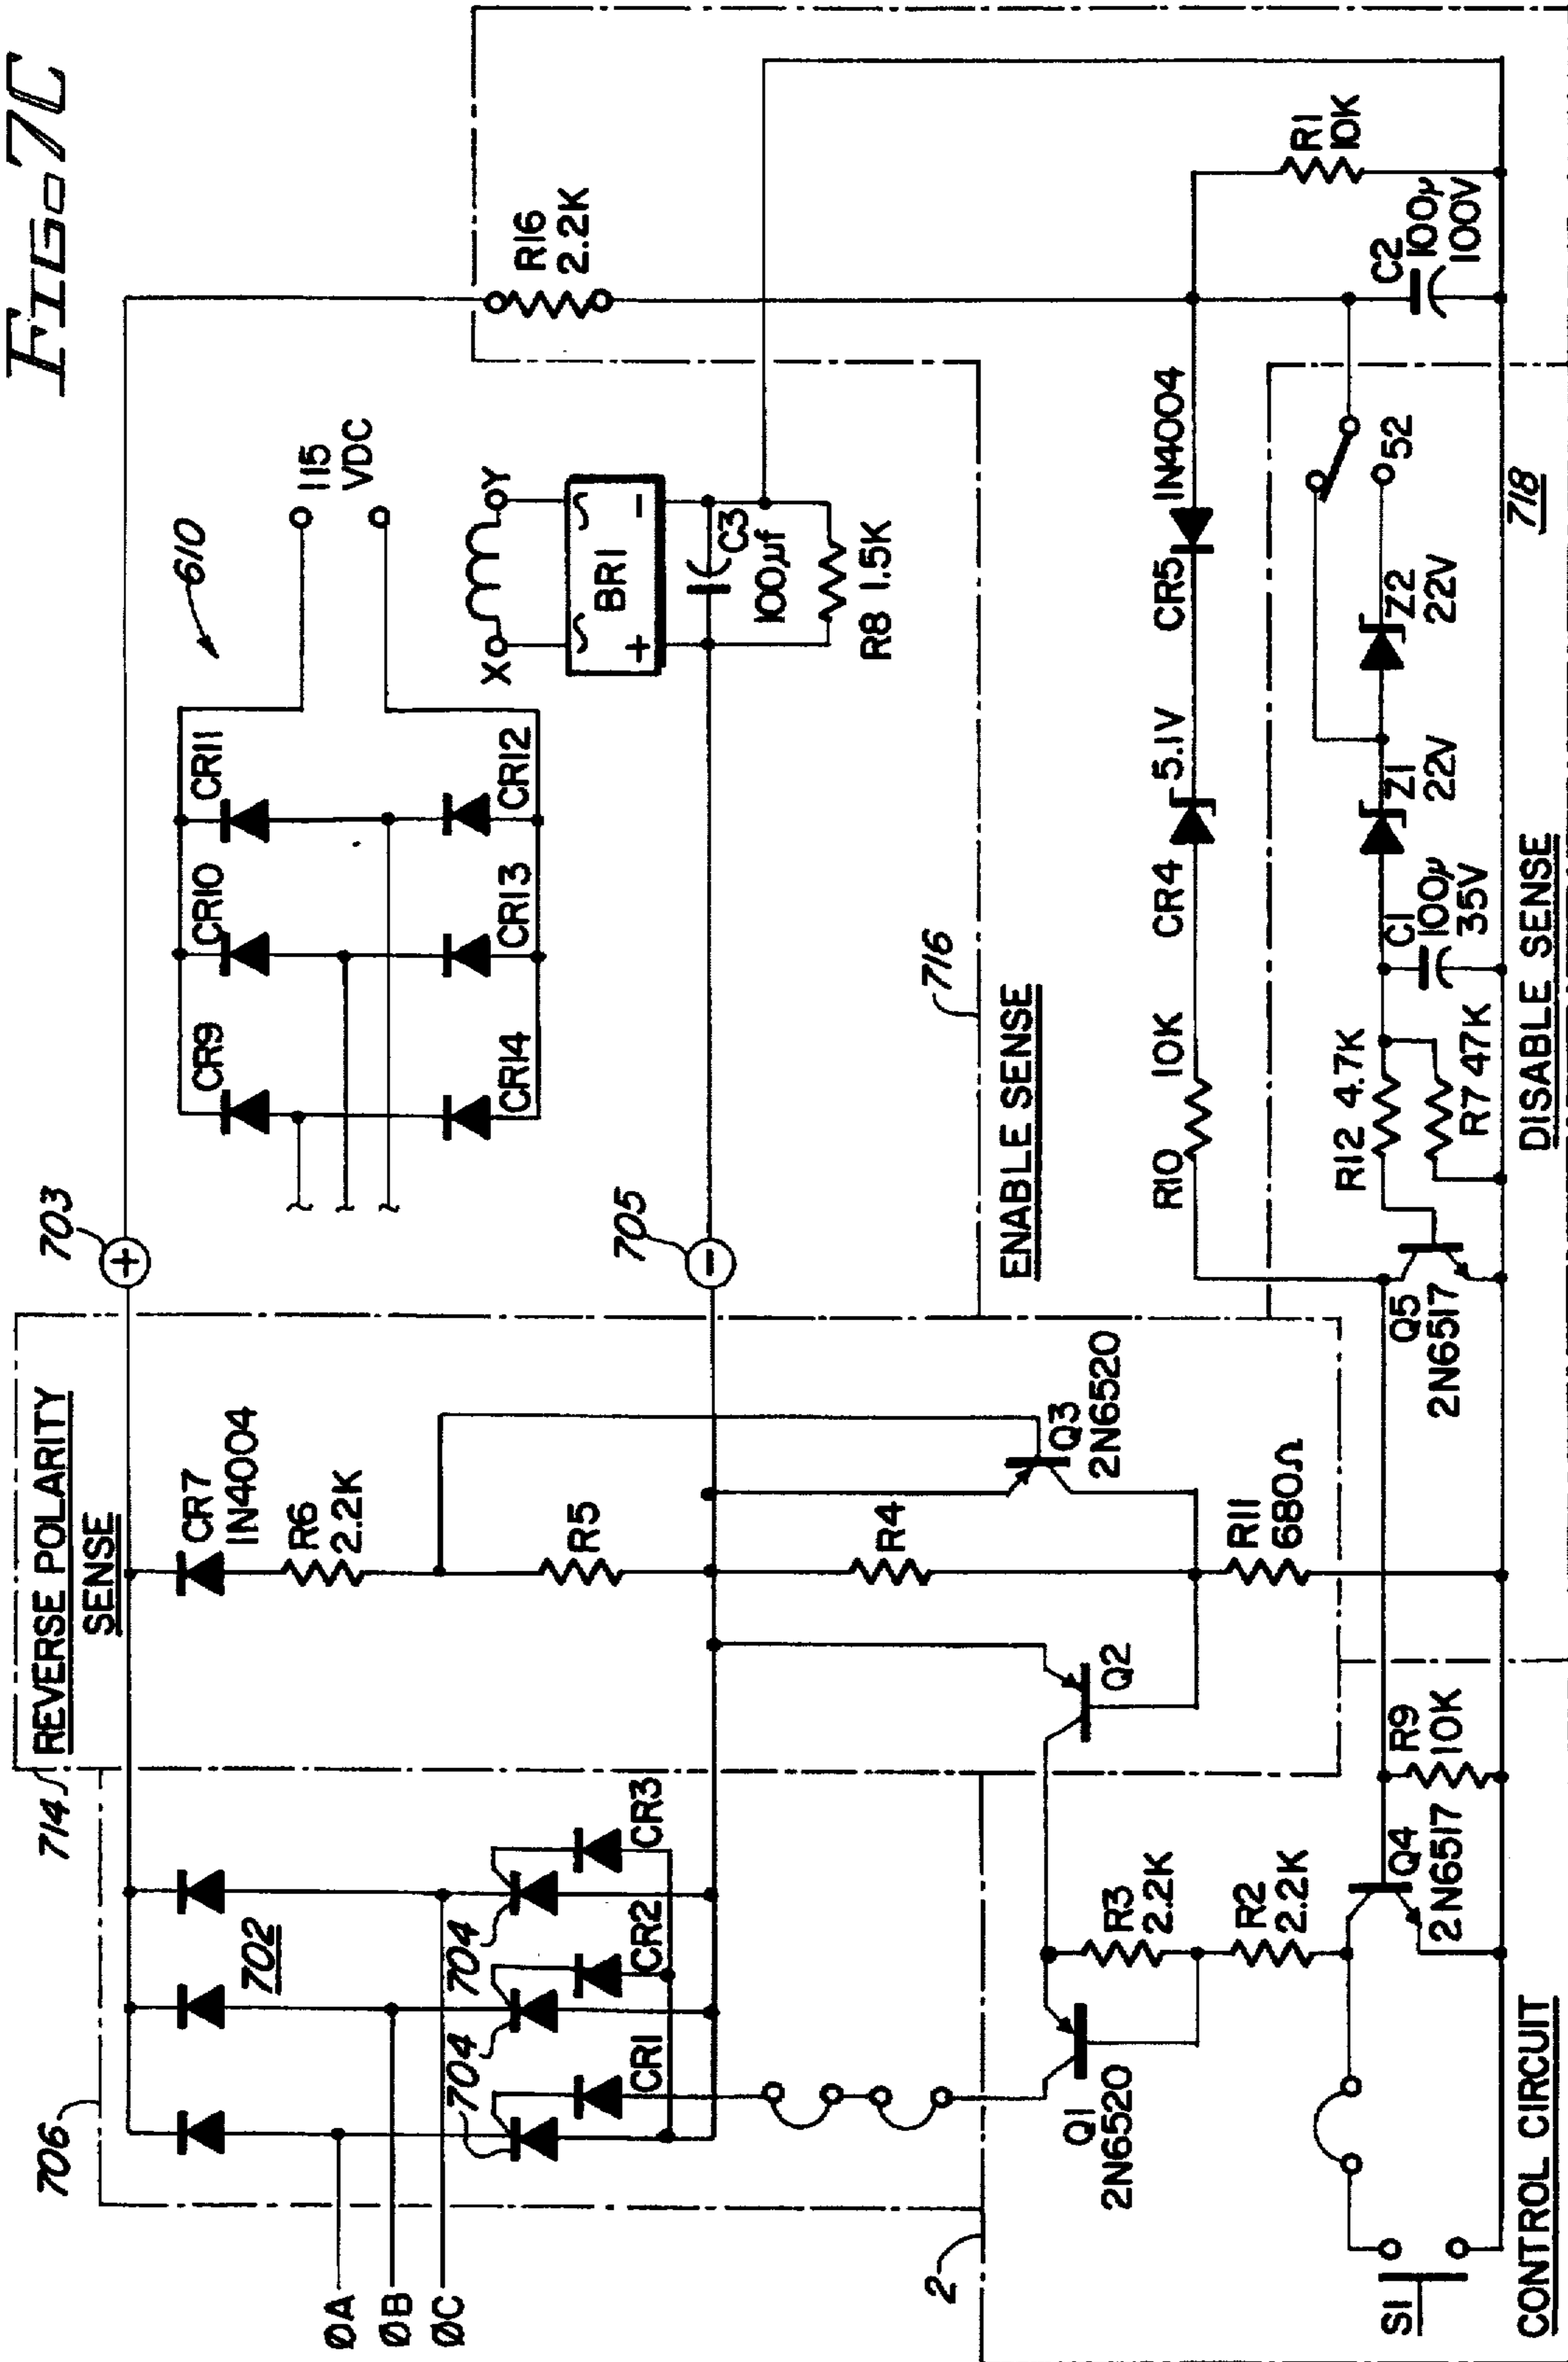 FIG. 7C
703
+
610
115
VDC
714
REVERSE POLARITY
SENSE
CR7
1N4004
R6
2.2K
R5
R4
R11
680Ω
Q3
2N6520
Q2
706
702
704
704
CR1
CR2
CR3
ØA
ØB
ØC
CR9
CR10
CR11
CR14
CR13
CR12
X
Y
BR1
+
-
C3
100µf
R8 1.5K
705
-
716
ENABLE SENSE
R16
2.2K
R1
10K
C2
100µ
100V
R10
10K
CR4
5.1V
CR5
1N4004
52
Z1
22V
Z2
22V
C1
100µ
35V
R12 4.7K
R7 47K
Q5
2N6517
DISABLE SENSE
718
2
Q1
2N6520
R3
2.2K
R2
2.2K
Q4
2N6517
R9
10K
S1
CONTROL CIRCUIT